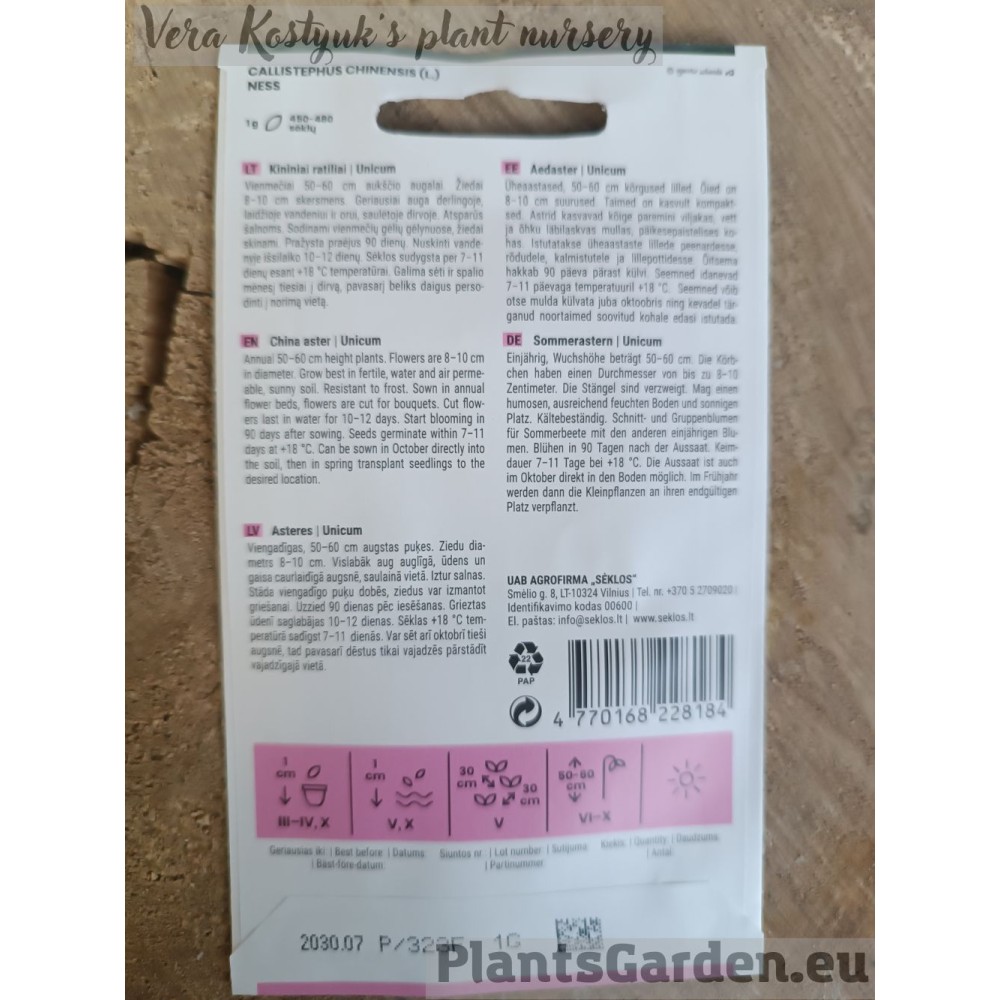 Vera Kostyuk's plant nursery
CALLISTEPHUS CHINENSIS (L.)
NESS
1g 450-480
sėklų
LT Kininiai ratiliai | Unicum
Vienmečiai 50-60 cm aukščio augalai. Žiedai
8-10 cm skersmens. Geriausiai auga derlingoje,
laidžioje vandeniui ir orui, saulėtoje dirvoje. Atsparūs
šalnoms. Sodinami vienmečių gėlių gėlynuose, žiedai
skinami. Pražysta praėjus 90 dienų. Nuskinti vande-
nyje išsilaiko 10-12 dienų. Sėklos sudygsta per 7-11
dienų esant +18 °C temperatūrai. Galima sėti ir spalio
mėnesį tiesiai į dirvą, pavasarį beliks daigus perso-
dinti į norimą vietą.
EE Aedaster | Unicum
Üheaastased, 50-60 cm kõrgused lilled. Õied on
8-10 cm suurused. Taimed on kasvult kompakt-
sed. Astrid kasvavad kõige paremini viljakas, vett
ja õhku läbilaskvas mullas, päikesepaistelises ko-
has. Istutatakse üheaastaste lillede peenardesse,
rõdudele, kalmistutele ja lillepottidesse. Õitsema
hakkab 90 päeva pärast külvi. Seemned idanevad
7-11 päevaga temperatuuril +18 °C. Seemned võib
otse mulda külvata juba oktoobris ning kevadel tär-
ganud noortaimed soovitud kohale edasi istutada.
EN China aster | Unicum
Annual 50-60 cm height plants. Flowers are 8-10 cm
in diameter. Grow best in fertile, water and air perme-
able, sunny soil. Resistant to frost. Sown in annual
flower beds, flowers are cut for bouquets. Cut flow-
ers last in water for 10-12 days. Start blooming in
90 days after sowing. Seeds germinate within 7-11
days at +18 °C. Can be sown in October directly into
the soil, then in spring transplant seedlings to the
desired location.
DE Sommerastern | Unicum
Einjährig, Wuchshöhe beträgt 50-60 cm. Die Körb-
chen haben einen Durchmesser von bis zu 8-10
Zentimeter. Die Stängel sind verzweigt. Mag einen
humosen, ausreichend feuchten Boden und sonnigen
Platz. Kältebeständig. Schnitt- und Gruppenblumen
für Sommerbeete mit den anderen einjährigen Blu-
men. Blühen in 90 Tagen nach der Aussaat. Keim-
dauer 7-11 Tage bei +18 °C. Die Aussaat ist auch
im Oktober direkt in den Boden möglich. Im Frühjahr
werden dann die Kleinpflanzen an ihren endgültigen
Platz verpflanzt.
LV Asteres | Unicum
Viengadīgas, 50-60 cm augstas puķes. Ziedu dia-
metrs 8-10 cm. Vislabāk aug auglīgā, ūdens un
gaisa caurlaidīgā augsnē, saulainā vietā. Iztur salnas.
Stāda viengadīgo puķu dobēs, ziedus var izmantot
griešanai. Uzzied 90 dienas pēc iesēšanas. Grieztas
ūdenī saglabājas 10-12 dienas. Sēklas +18 °C tem-
peratūrā sadīgst 7-11 dienās. Var sēt arī oktobrī tieši
augsnē, tad pavasarī dēstus tikai vajadzēs pārstādīt
vajadzīgajā vietā.
UAB AGROFIRMA „SĖKLOS"
Smėlio g. 8, LT-10324 Vilnius | Tel. nr. +370 5 2709020 |
Identifikavimo kodas 00600 |
El. paštas: info@seklos.lt | www.seklos.lt
22
PAP
4 770168 228184
1 cm
III-IV, X
1 cm
V, X
30 cm
30 cm
V
50-60 cm
VI-X
Geriausias iki | Best before | Datums
| Bäst-före-datum
Siuntos nr. | Lot number | Sutijuma
| Partinummer
Kiekis | Quantity | Daudzums
| Antal
2030.07 P/328F 1G
PlantsGarden.eu